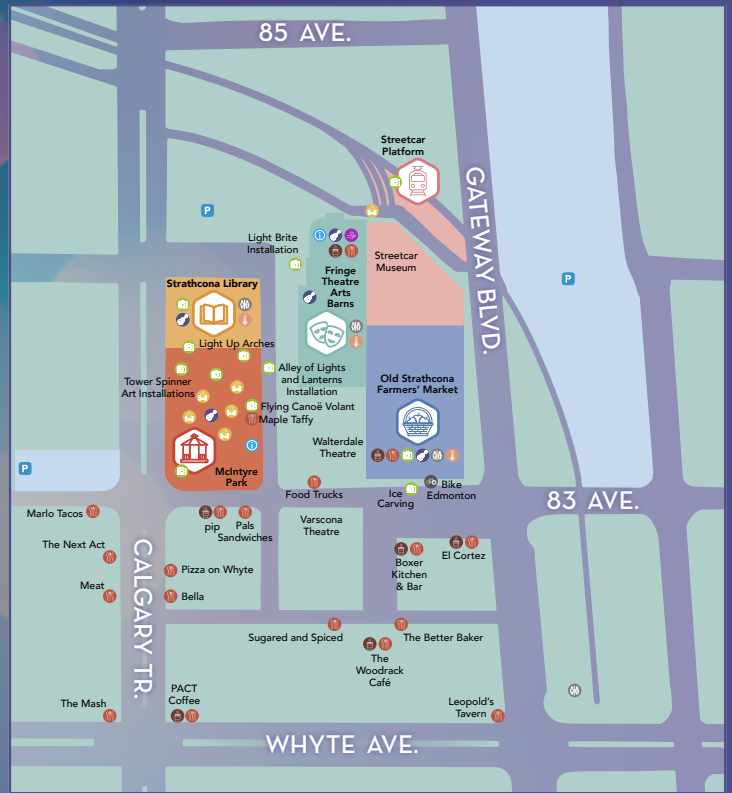 85 AVE.
Streetcar
Platform
GATEWAY BLVD.
P
Light Brite
Installation
i
Fringe
Theatre
Arts
Barns
Streetcar
Museum
P
Strathcona Library
Light Up Arches
Tower Spinner
Art Installations
Alley of Lights
and Lanterns
Installation
Old Strathcona
Farmers' Market
Flying Canoë Volant
Maple Taffy
Walterdale
Theatre
i
P
McIntyre
Park
Food Trucks
Ice
Carving
Bike
Edmonton
83 AVE.
Marlo Tacos
pip
Pals
Sandwiches
Varscona
Theatre
The Next Act
CALGARY TR.
Pizza on Whyte
Boxer
Kitchen
& Bar
El Cortez
Meat
Bella
Sugared and Spiced
The Better Baker
The
Woodrack
Café
The Mash
PACT
Coffee
Leopold's
Tavern
WHYTE AVE.